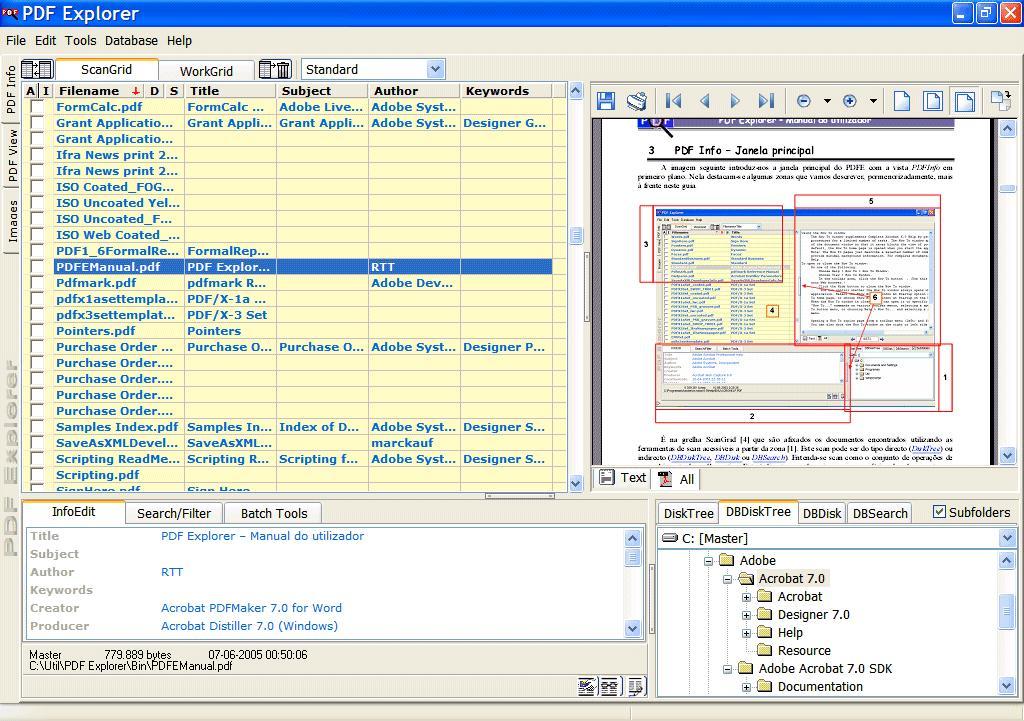 PDF Explorer
File Edit Tools Database Help
PDF Info
PDF View
Images
PDF Explorer
ScanGrid WorkGrid Standard
A I Filename D S Title Subject Author Keywords
FormCalc.pdf FormCalc ... Adobe Live... Adobe Syst...
Grant Applicatio... Grant Appli... Grant Appli... Adobe Syst... Designer G...
Grant Applicatio...
Ifra News print 2...
Ifra News print 2...
ISO Coated_FOG...
ISO Uncoated Yel...
ISO Uncoated_F...
ISO Web Coated_...
PDF1_6FormalRe... FormalRep...
PDFEManual.pdf PDF Explor... RTT
Pdfmark.pdf pdfmark R... Adobe Dev...
pdfx1asettempla... PDF/X-1a ...
pdfx3settemplat... PDF/X-3 Set
Pointers.pdf Pointers
Purchase Order ... Purchase O... Purchase O... Adobe Syst... Designer P...
Purchase Order....
Purchase Order....
Purchase Order....
Purchase Order....
Samples Index.pdf Samples In... Index of D... Adobe Syst... Designer S...
SaveAsXMLDevel... SaveAsXML... marckauf
Scripting ReadMe... Scripting R... Scripting f... Adobe Syst... Designer S...
Scripting.pdf
SignHere.pdf Sign Here
PDF Explorer - Manual do utilizador
3 PDF Info – Janela principal
A imagem seguinte introduz-nos a janela principal do PDFE com a vista PDFInfo em
primeiro plano. Nela destacam-se algumas zonas que vamos descrever, pormenorizadamente, mais
à frente neste guia.
5
3
6
4
1
2
É na grelha ScanGrid [4] que são afixados os documentos encontrados utilizando as
ferramentas de scan acessíveis a partir da zona [1]. Este scan pode ser do tipo directo (DiskTree) ou
indirecto (DBDiskTree, DBDisk ou DBSearch). Entenda-se scan como o conjunto de operações de
Text All
InfoEdit Search/Filter Batch Tools
Title PDF Explorer – Manual do utilizador
Subject
Author RTT
Keywords
Creator Acrobat PDFMaker 7.0 for Word
Producer Acrobat Distiller 7.0 (Windows)
Master 779.889 bytes 07-06-2005 00:50:06
C:\Util\PDF Explorer\Bin\PDFEManual.pdf
DiskTree DBDiskTree DBDisk DBSearch Subfolders
C: [Master]
Adobe
Acrobat 7.0
Acrobat
Designer 7.0
Help
Resource
Adobe Acrobat 7.0 SDK
Documentation